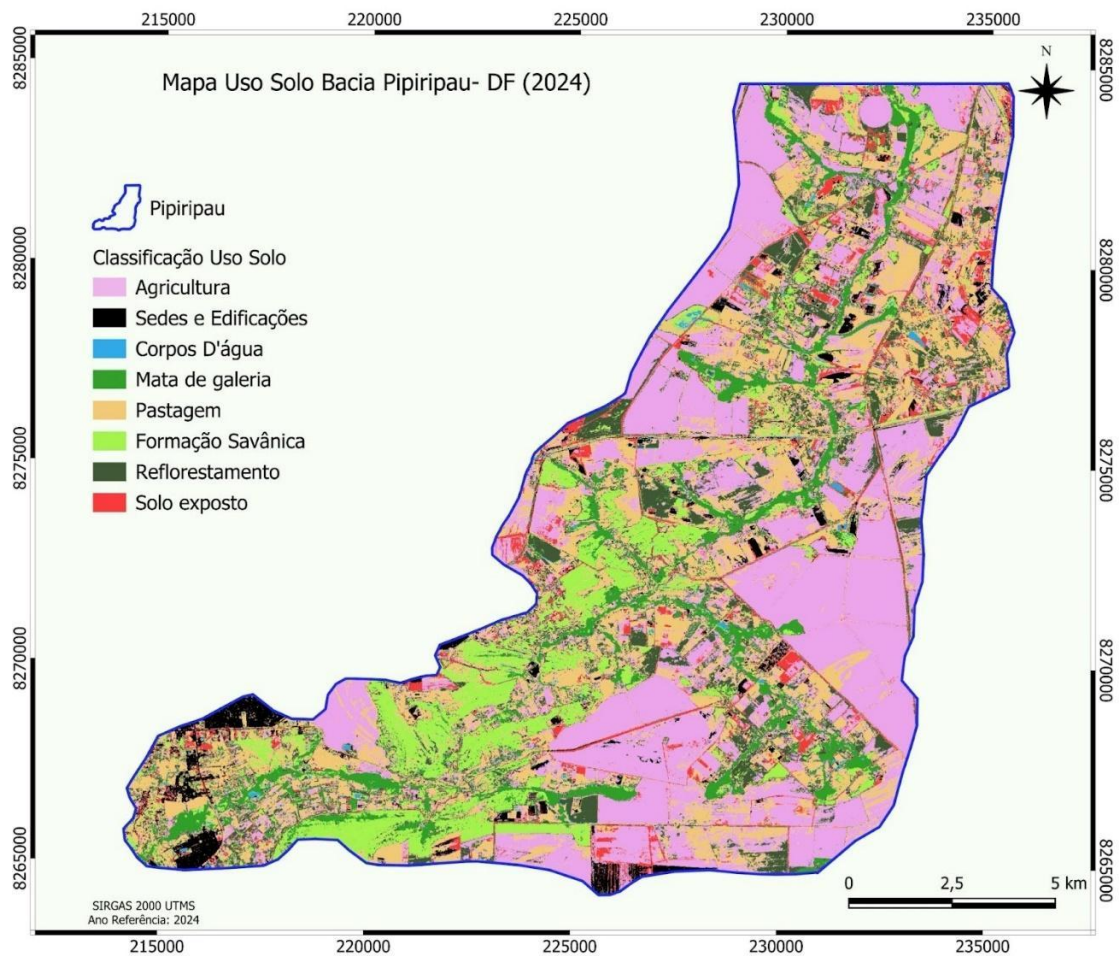 215000 220000 225000 230000 235000
8285000 8285000
Mapa Uso Solo Bacia Pipiripau- DF (2024)
N
Pipiripau
Classificação Uso Solo
Agricultura
Sedes e Edificações
Corpos D'água
Mata de galeria
Pastagem
Formação Savânica
Reflorestamento
Solo exposto
8280000 8280000
8275000 8275000
8270000 8270000
8265000 8265000
0 2,5 5 km
SIRGAS 2000 UTMS
Ano Referência: 2024
215000 220000 225000 230000 235000